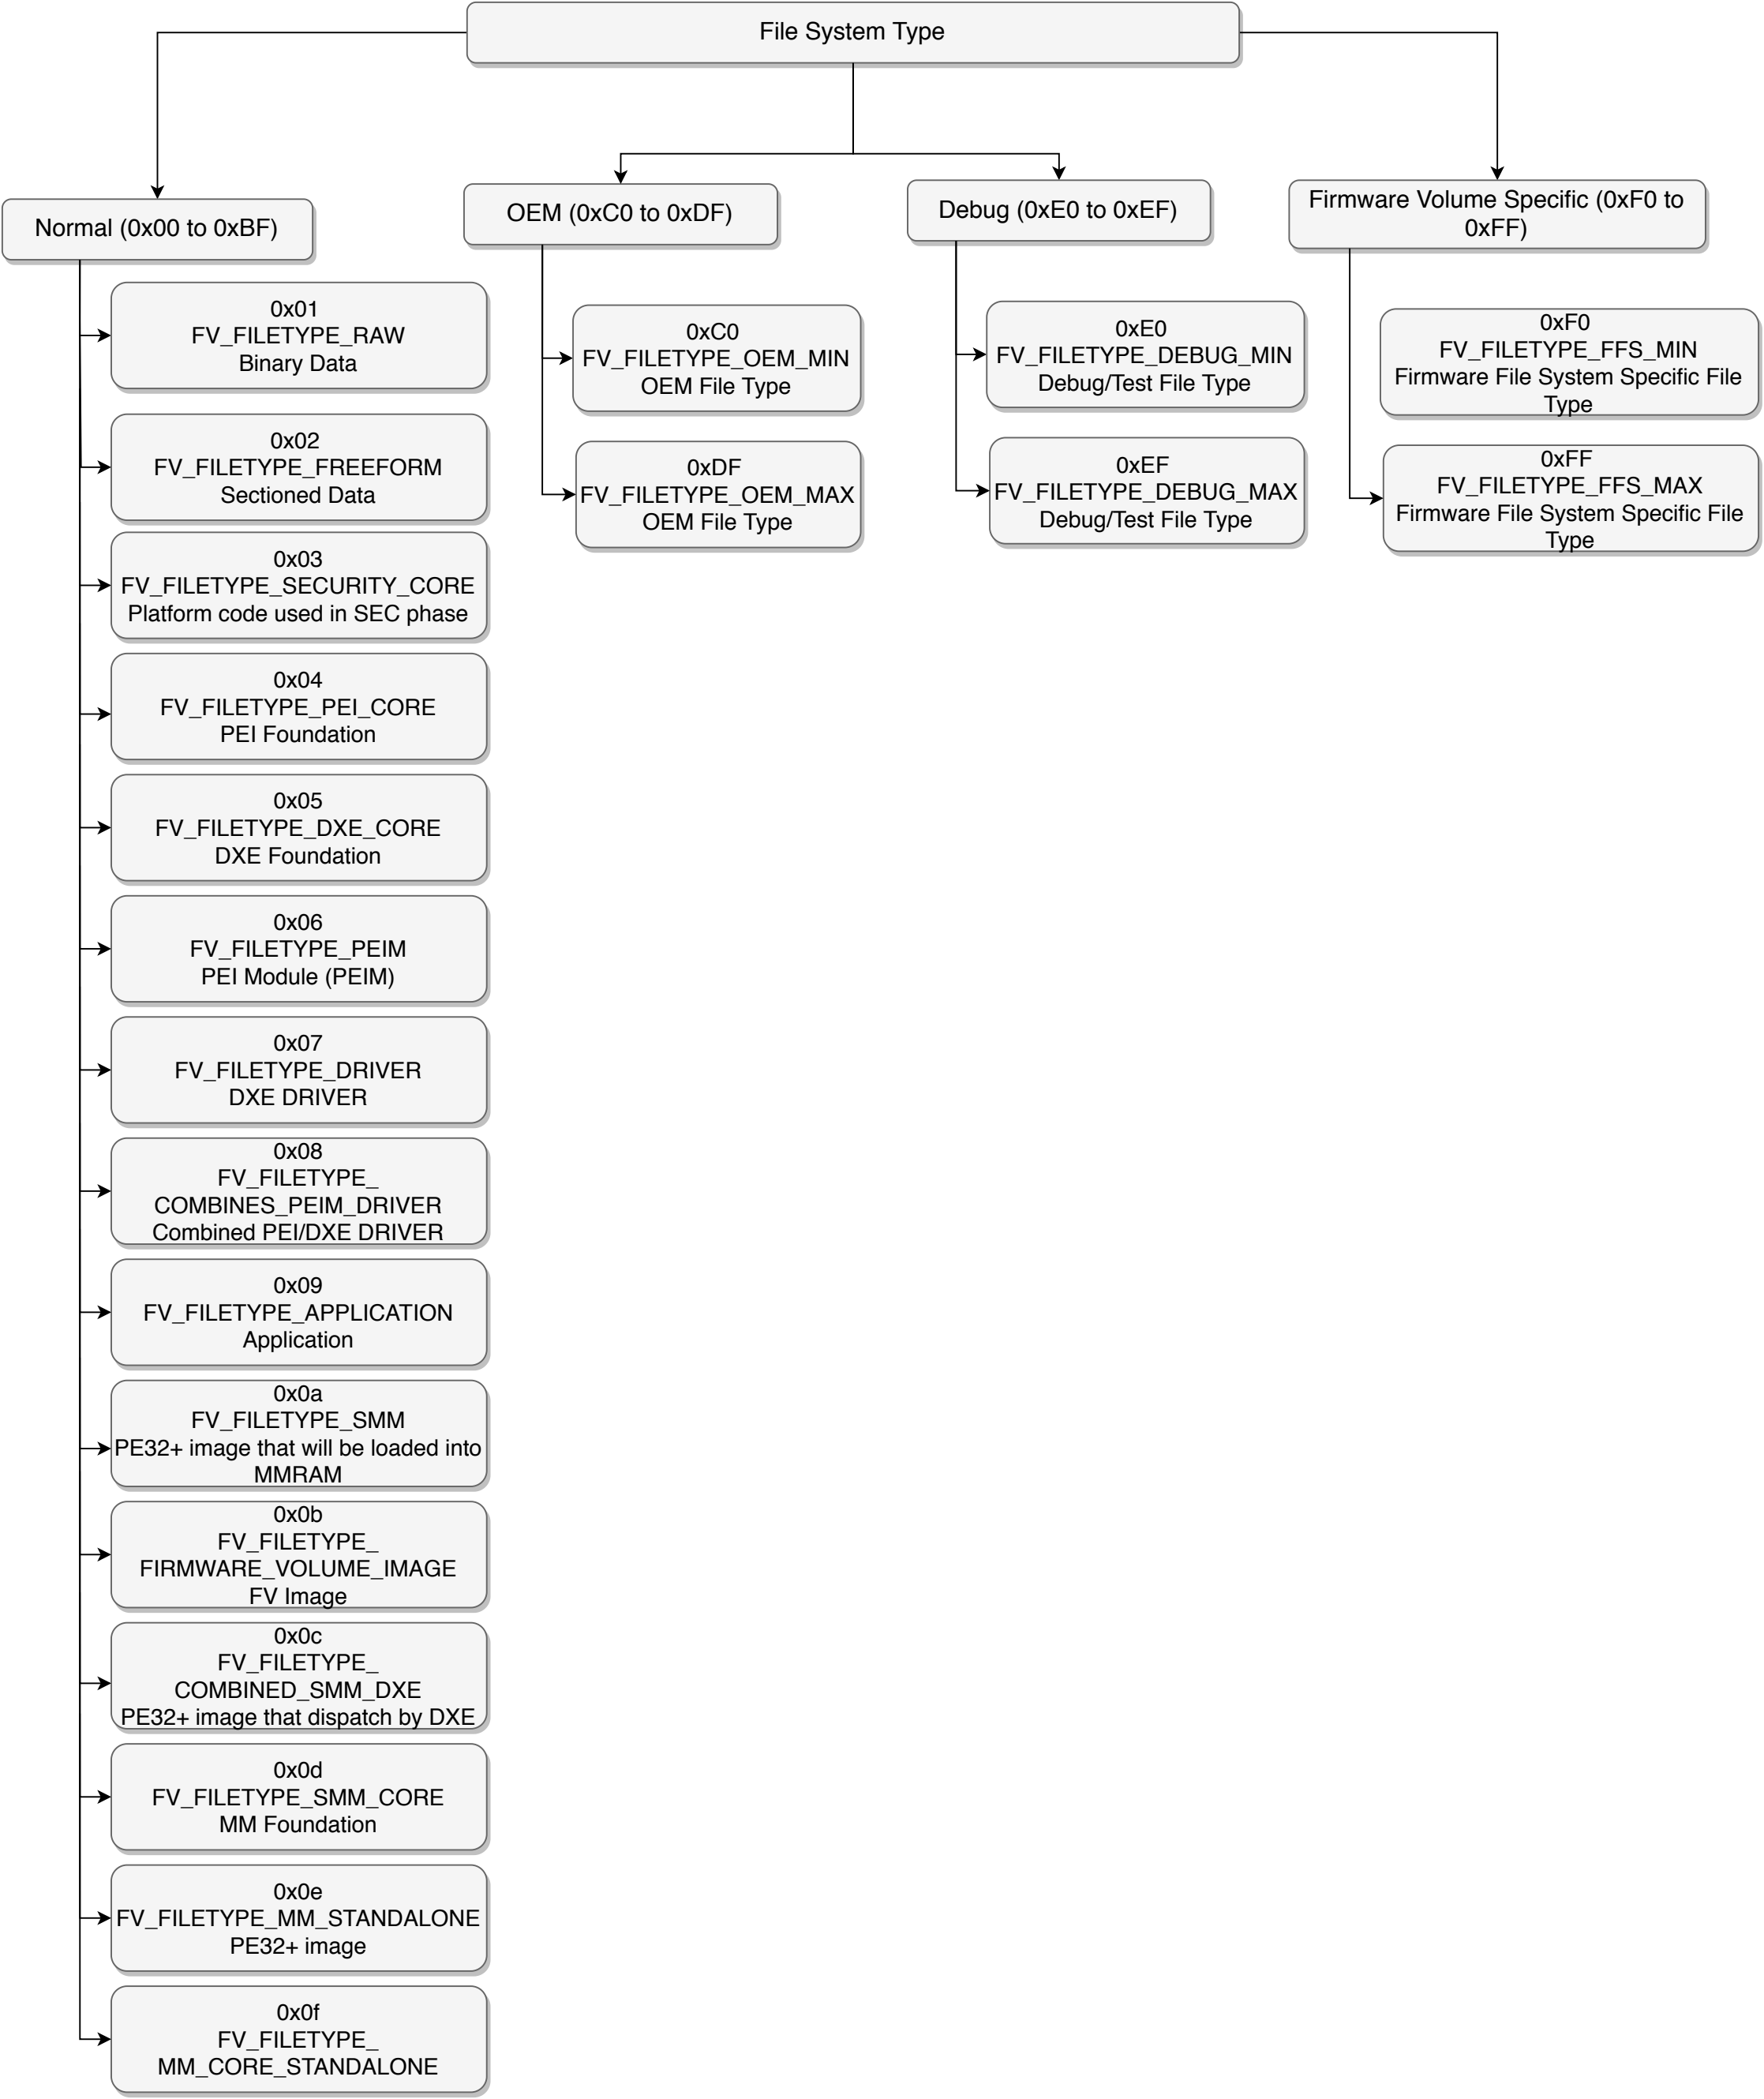 File System Type
Normal (0x00 to 0xBF)
OEM (0xC0 to 0xDF)
Debug (0xE0 to 0xEF)
Firmware Volume Specific (0xF0 to
0xFF)
0x01
FV_FILETYPE_RAW
Binary Data
0x02
FV_FILETYPE_FREEFORM
Sectioned Data
0x03
FV_FILETYPE_SECURITY_CORE
Platform code used in SEC phase
0x04
FV_FILETYPE_PEI_CORE
PEI Foundation
0x05
FV_FILETYPE_DXE_CORE
DXE Foundation
0x06
FV_FILETYPE_PEIM
PEI Module (PEIM)
0x07
FV_FILETYPE_DRIVER
DXE DRIVER
0x08
FV_FILETYPE_
COMBINES_PEIM_DRIVER
Combined PEI/DXE DRIVER
0x09
FV_FILETYPE_APPLICATION
Application
0x0a
FV_FILETYPE_SMM
PE32+ image that will be loaded into
MMRAM
0x0b
FV_FILETYPE_
FIRMWARE_VOLUME_IMAGE
FV Image
0x0c
FV_FILETYPE_
COMBINED_SMM_DXE
PE32+ image that dispatch by DXE
0x0d
FV_FILETYPE_SMM_CORE
MM Foundation
0x0e
FV_FILETYPE_MM_STANDALONE
PE32+ image
0x0f
FV_FILETYPE_
MM_CORE_STANDALONE
0xC0
FV_FILETYPE_OEM_MIN
OEM File Type
0xDF
FV_FILETYPE_OEM_MAX
OEM File Type
0xE0
FV_FILETYPE_DEBUG_MIN
Debug/Test File Type
0xEF
FV_FILETYPE_DEBUG_MAX
Debug/Test File Type
0xF0
FV_FILETYPE_FFS_MIN
Firmware File System Specific File
Type
0xFF
FV_FILETYPE_FFS_MAX
Firmware File System Specific File
Type